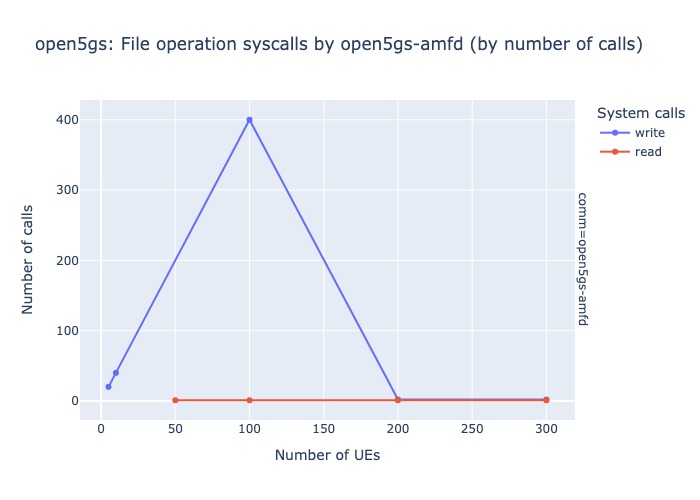 open5gs: File operation syscalls by open5gs-amfd (by number of calls)
System calls
write
read
400
300
200
100
0
Number of calls
comm=open5gs-amfd
0 50 100 150 200 250 300
Number of UEs